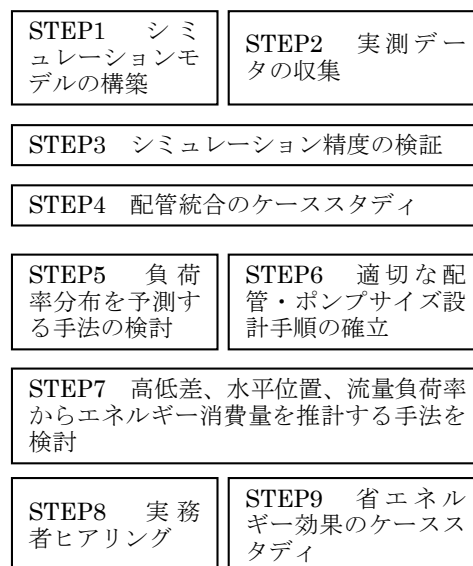 STEP1　シミ
ュレーションモ
デルの構築
STEP2　実測デー
タの収集
STEP3　シミュレーション精度の検証
STEP4　配管統合のケーススタディ
STEP5　負荷
率分布を予測す
る手法の検討
STEP6　適切な配
管・ポンプサイズ設
計手順の確立
STEP7　高低差、水平位置、流量負荷率
からエネルギー消費量を推計する手法を
検討
STEP8　実務
者ヒアリング
STEP9　省エネル
ギー効果のケースス
タディ